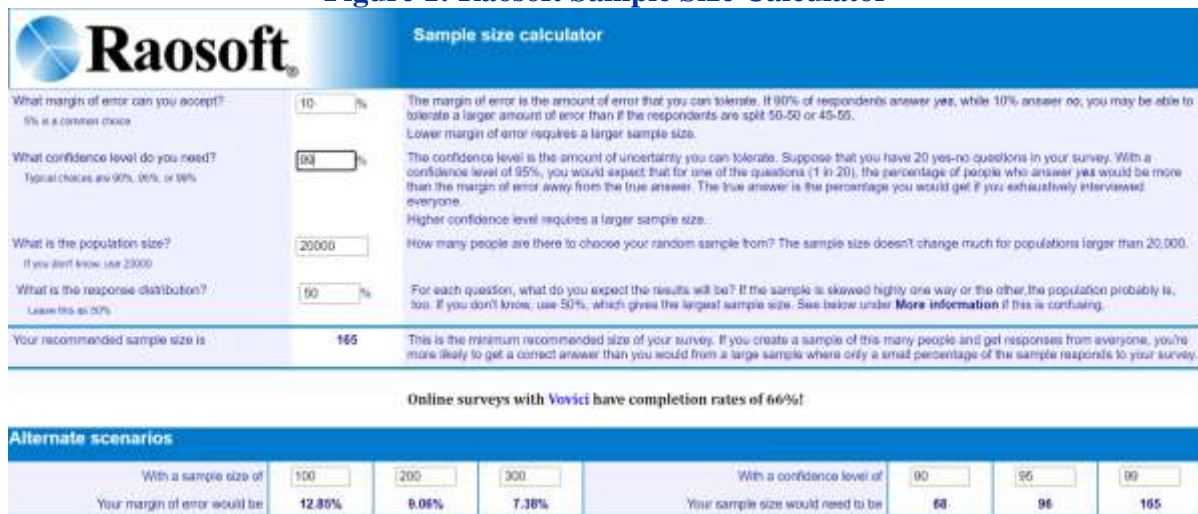 Figure 1: Raosoft Sample Size Calculator
Raosoft®
Sample size calculator
What margin of error can you accept?
5% is a common choice
10 %
The margin of error is the amount of error that you can tolerate. If 90% of respondents answer yes, while 10% answer no, you may be able to
tolerate a larger amount of error than if the respondents are split 50-50 or 45-55.
Lower margin of error requires a larger sample size.
What confidence level do you need?
Typical choices are 90%, 95%, or 99%
99 %
The confidence level is the amount of uncertainty you can tolerate. Suppose that you have 20 yes-no questions in your survey. With a
confidence level of 95%, you would expect that for one of the questions (1 in 20), the percentage of people who answer yes would be more
than the margin of error away from the true answer. The true answer is the percentage you would get if you exhaustively interviewed
everyone.
Higher confidence level requires a larger sample size.
What is the population size?
If you don't know, use 20000
20000
How many people are there to choose your random sample from? The sample size doesn't change much for populations larger than 20,000.
What is the response distribution?
Leave this as 50%
50 %
For each question, what do you expect the results will be? If the sample is skewed highly one way or the other,the population probably is,
too. If you don't know, use 50%, which gives the largest sample size. See below under More information if this is confusing.
Your recommended sample size is
165
This is the minimum recommended size of your survey. If you create a sample of this many people and get responses from everyone, you're
more likely to get a correct answer than you would from a large sample where only a small percentage of the sample responds to your survey.
Online surveys with Vovici have completion rates of 66%!
Alternate scenarios
With a sample size of 100 200 300 With a confidence level of 90 95 99
Your margin of error would be 12.85% 9.06% 7.38% Your sample size would need to be 68 96 165